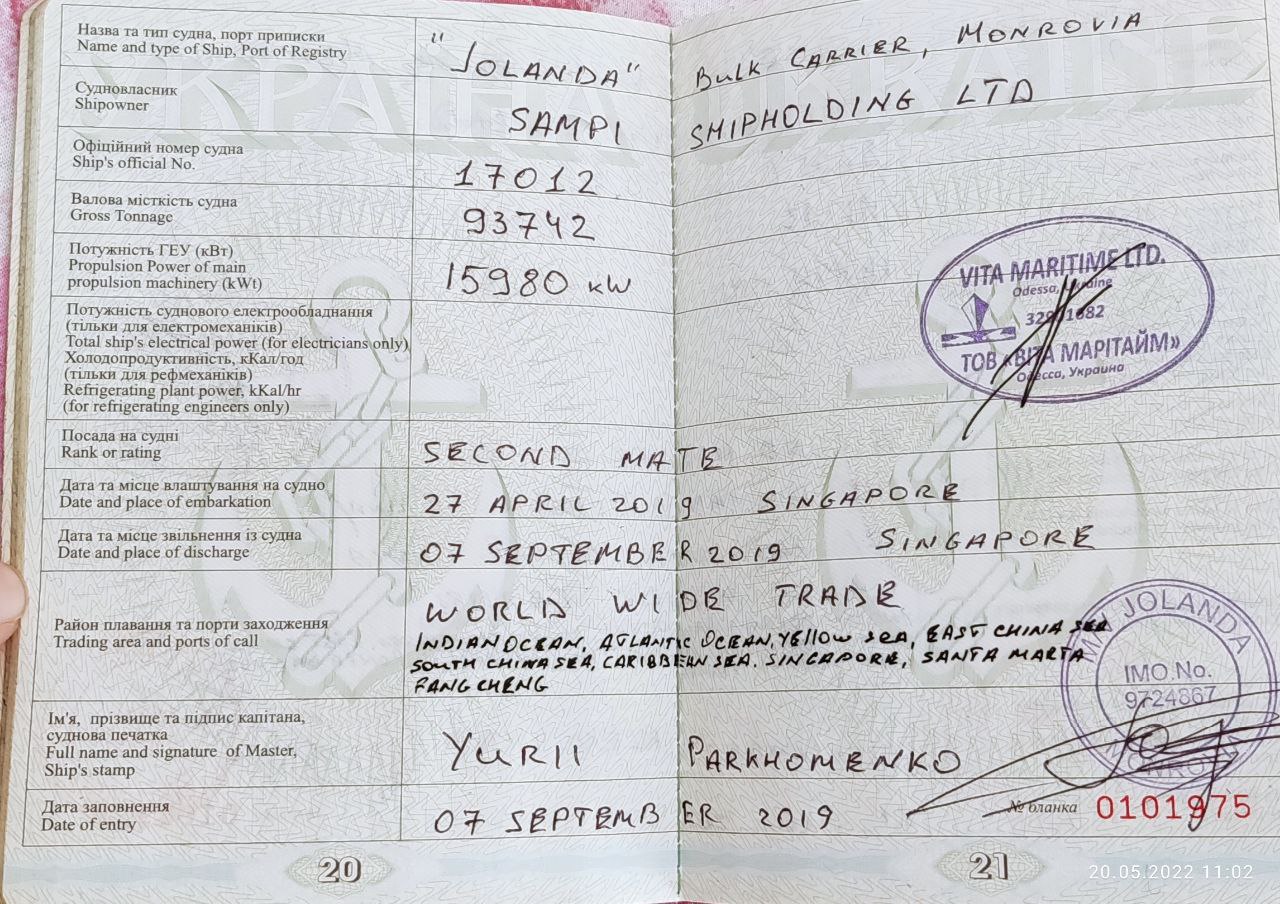 Назва та тип судна, порт приписки
Name and type of Ship, Port of Registry
"JOLANDA" BULK CARRIER, MONROVIA
Судновласник
Shipowner
SAMPI SHIPHOLDING LTD
Офіційний номер судна
Ship's official No.
17012
Валова місткість судна
Gross Tonnage
93742
Потужність ГЕУ (кВт)
Propulsion Power of main
propulsion machinery (kWt)
15980 kW
VITA MARITIME LTD.
Odessa, Ukraine
ТОВ «ВІТА МАРІТАЙМ»
Одесса, Украина
Потужність суднового електрообладнання
(тільки для електромеханіків)
Total ship's electrical power (for electricians only)
Холодопродуктивність, кКал/год
(тільки для рефмеханіків)
Refrigerating plant power, kKal/hr
(for refrigerating engineers only)
Посада на судні
Rank or rating
SECOND MATE
Дата та місце влаштування на судно
Date and place of embarkation
27 APRIL 2019 SINGAPORE
Дата та місце звільнення із судна
Date and place of discharge
07 SEPTEMBER 2019 SINGAPORE
Район плавання та порти заходження
Trading area and ports of call
WORLD WIDE TRADE
INDIAN OCEAN, ATLANTIC OCEAN, YELLOW SEA, EAST CHINA SEA
SOUTH CHINA SEA, CARIBBEAN SEA. SINGAPORE, SANTA MARTA
FANGCHENG
M/V JOLANDA
IMO.No.
9724867
MONROVIA
Ім'я, прізвище та підпис капітана,
суднова печатка
Full name and signature of Master,
Ship's stamp
YURII PARKHOMENKO
Дата заповнення
Date of entry
07 SEPTEMBER 2019
№ бланка 0101975
20
21
20.05.2022 11:02
УКРАЇНА